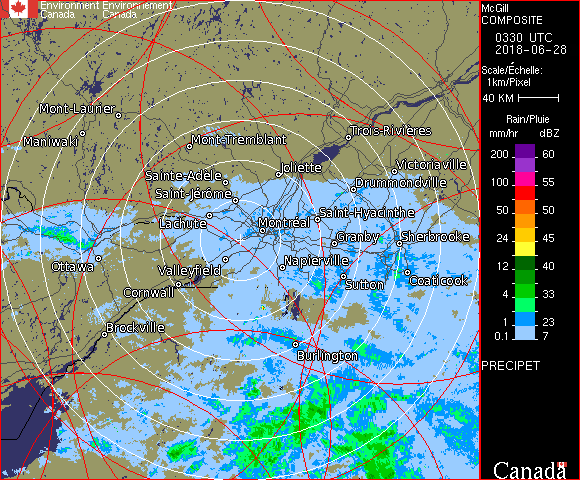 Environment Environnement
Canada Canada
McGill
COMPOSITE
0330 UTC
2018-06-28
Scale/Échelle:
1km/Pixel
40 KM
Rain/Pluie
mm/hr dBZ
200 60
100 55
50 50
50 45
24 45
12 40
4 33
1 23
0.1 7
PRECIPET
Canada
Mont-Laurier
Maniwaki
Mont-Tremblant
Trois-Rivières
Sainte-Adèle
Joliette
Victoriaville
Saint-Jérôme
Drummondville
Lachute
Saint-Hyacinthe
Montréal
Granby
Sherbrooke
Ottawa
Valleyfield
Napierville
Cornwall
Sutton
Coaticook
Brockville
Burlington